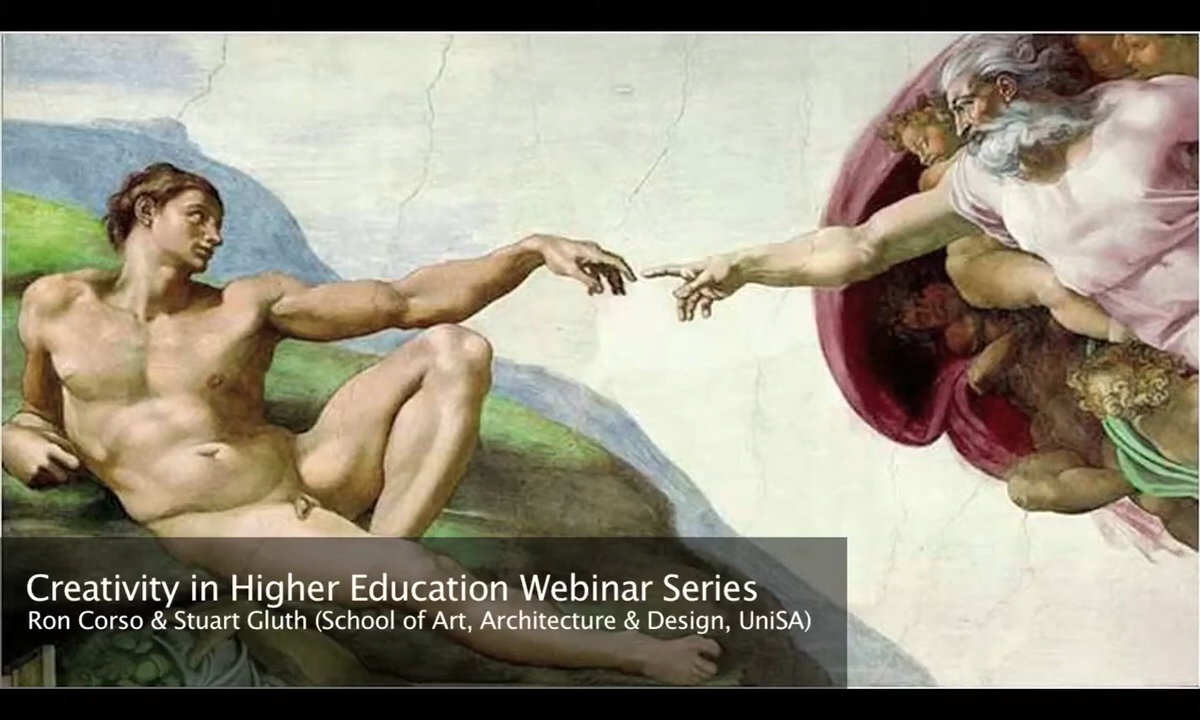 Creativity in Higher Education Webinar Series
Ron Corso & Stuart Gluth (School of Art, Architecture & Design, UniSA)